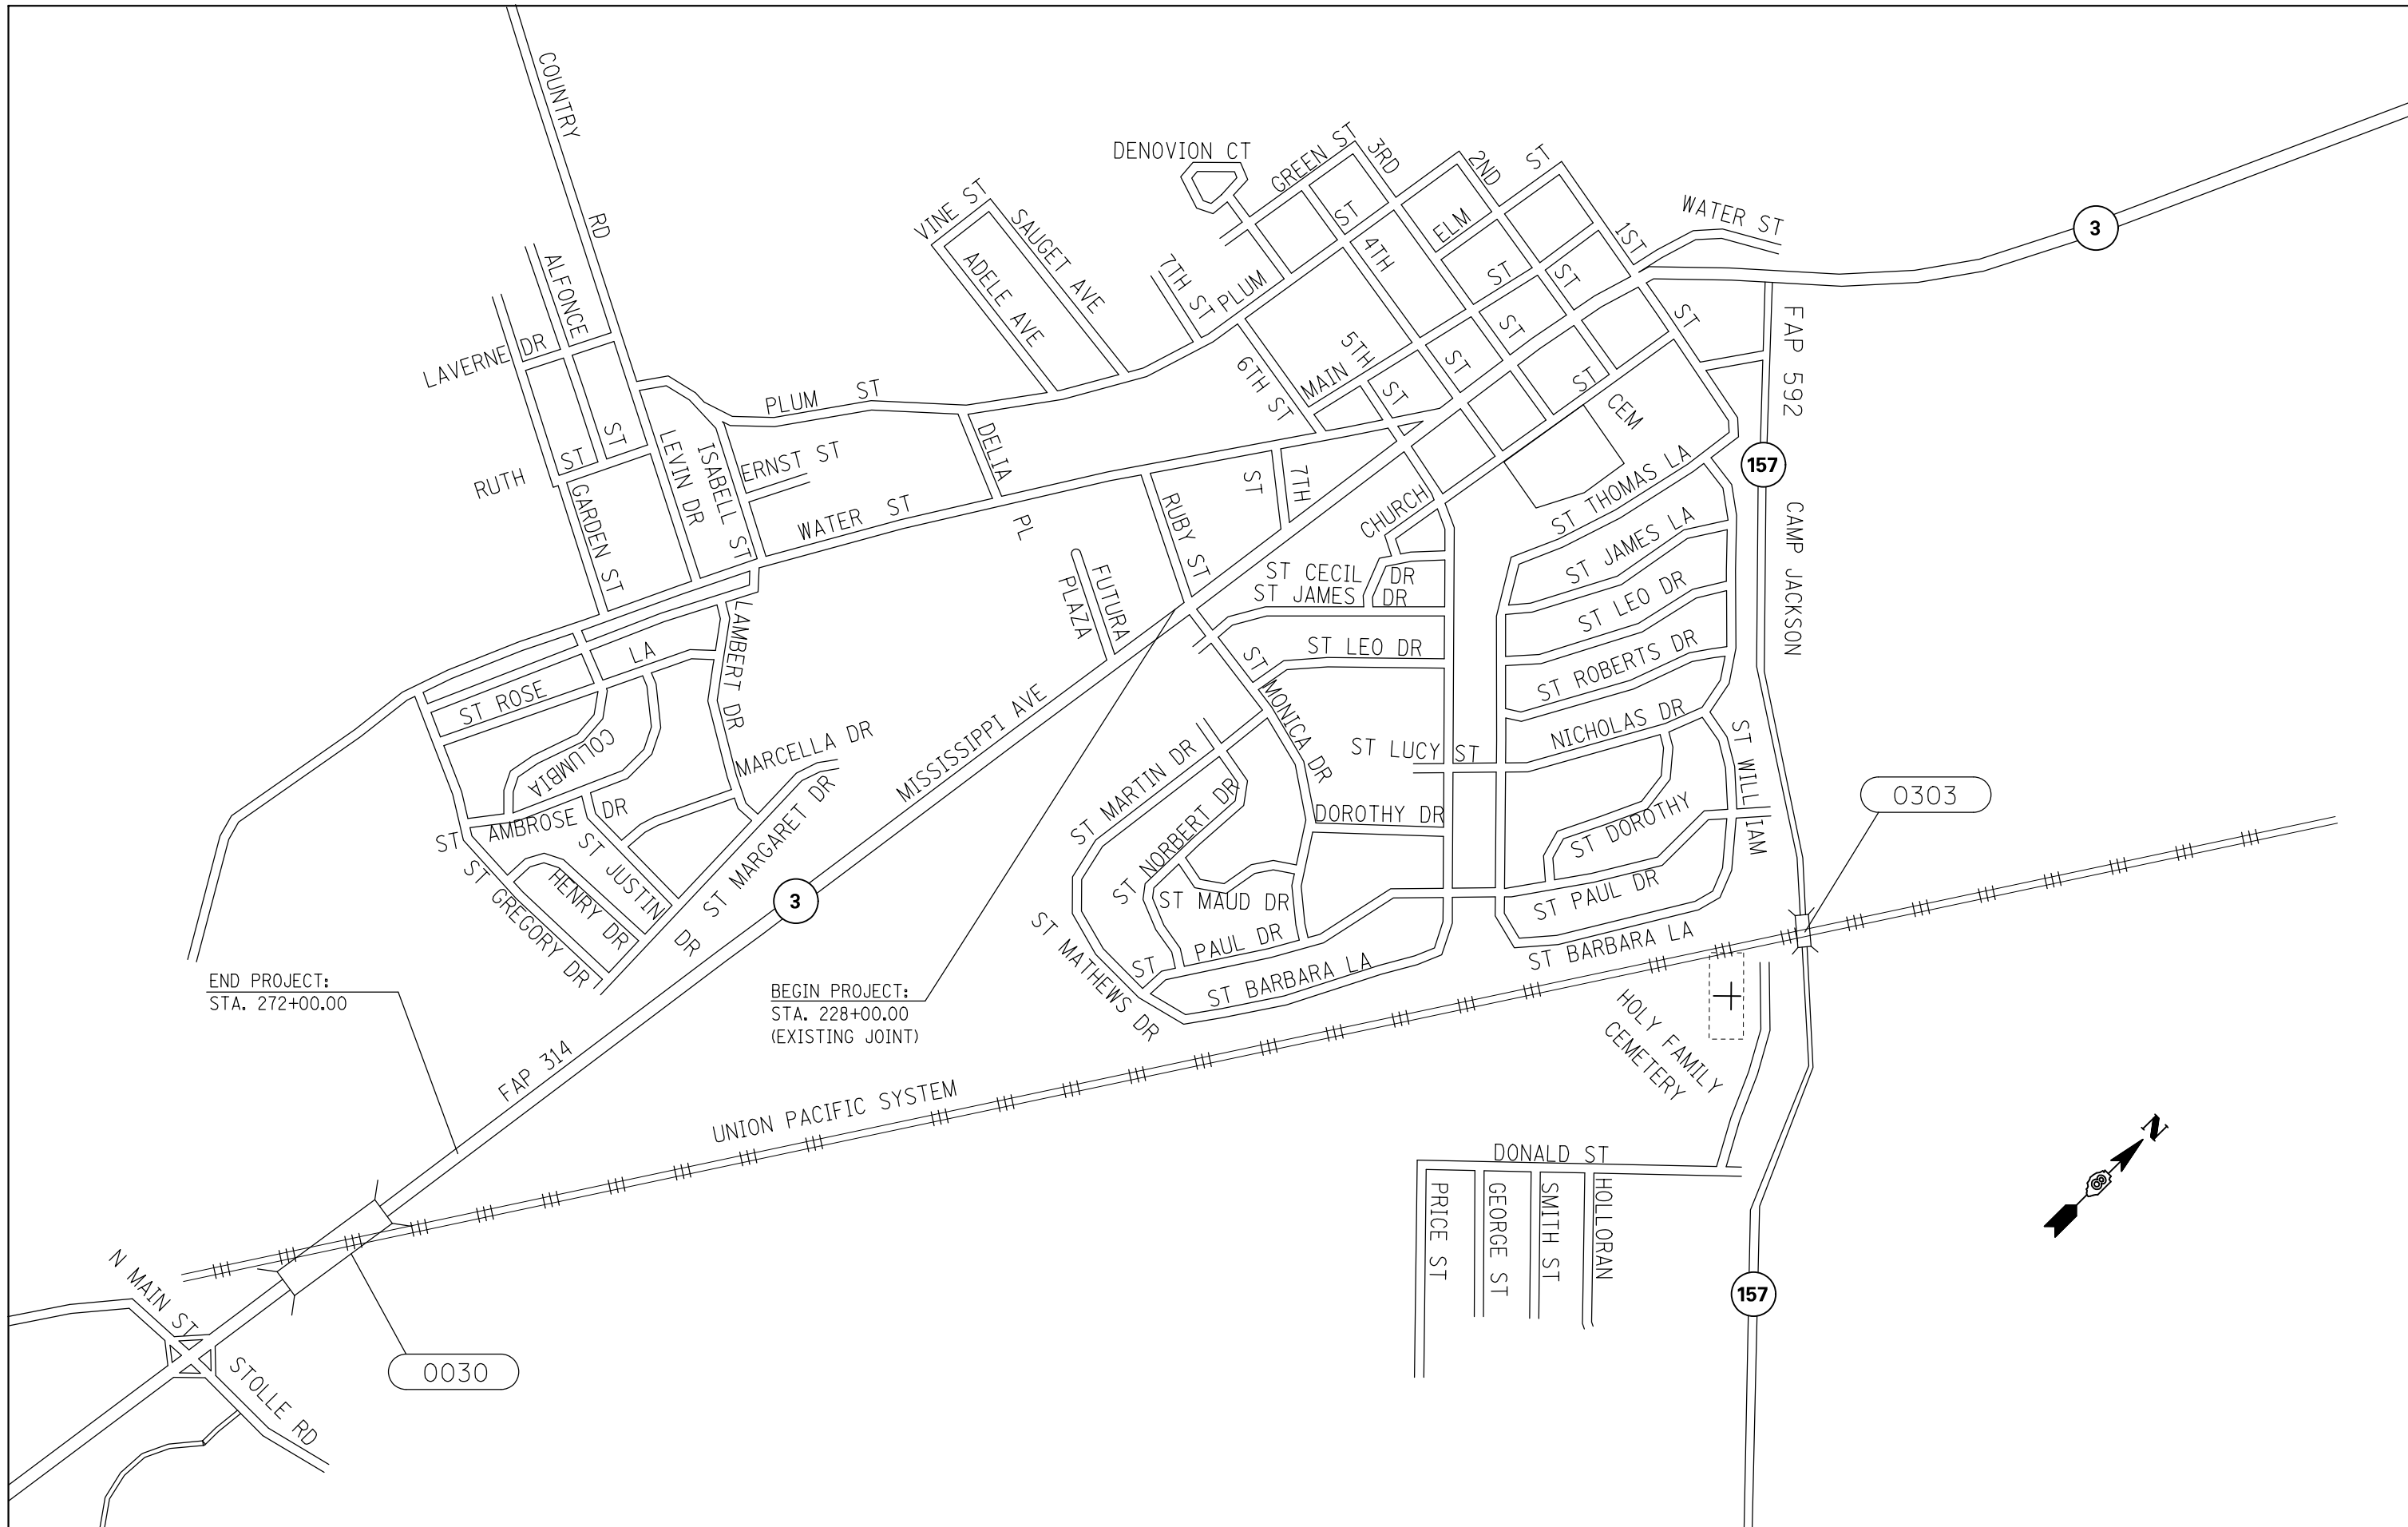 COUNTRY
RD
DENOVION CT
GREEN ST
3RD
2ND
ST
VINE ST
SAUGET AVE
ADELE AVE
7TH ST
PLUM
ST
4TH
ELM
ST
ST
1ST
ST
WATER ST
3
ALFONCE
ST
LAVERNE DR
RUTH
ST
GARDEN ST
LEVIN DR
ISABELL ST
ERNST ST
PLUM ST
WATER ST
DELIA
PL
6TH ST
MAIN
5TH
ST
ST
ST
ST
CEM
FAP 592
157
CAMP JACKSON
RUBY ST
7TH
ST
CHURCH
FUTURA
PLAZA
ST CECIL DR
ST JAMES DR
ST LEO DR
ST THOMAS LA
ST JAMES LA
ST LEO DR
ST ROBERTS DR
NICHOLAS DR
ST LUCY ST
ST MONICA DR
ST MARTIN DR
ST NORBERT DR
DOROTHY DR
ST MAUD DR
ST PAUL DR
ST BARBARA LA
ST MATHEWS DR
ST DOROTHY
ST WILLIAM
ST PAUL DR
ST BARBARA LA
0303
LAMBERT DR
LA
ST ROSE
COLUMBIA
MARCELLA DR
ST AMBROSE DR
ST JUSTIN
DR
HENRY DR
ST GREGORY DR
ST MARGARET DR
MISSISSIPPI AVE
3
END PROJECT:
STA. 272+00.00
BEGIN PROJECT:
STA. 228+00.00
(EXISTING JOINT)
FAP 314
UNION PACIFIC SYSTEM
HOLY FAMILY
CEMETERY
DONALD ST
PRICE ST
GEORGE ST
SMITH ST
HOLLORAN
N
157
N MAIN ST
STOLLE RD
0030